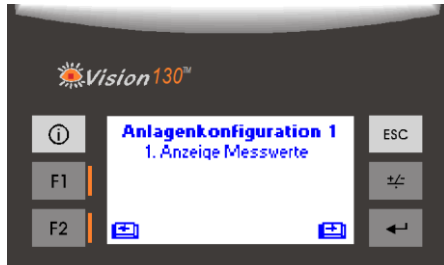 Vision130™
ESC
Anlagenkonfiguration 1
1. Anzeige Messwerte
F1
+/-
F2